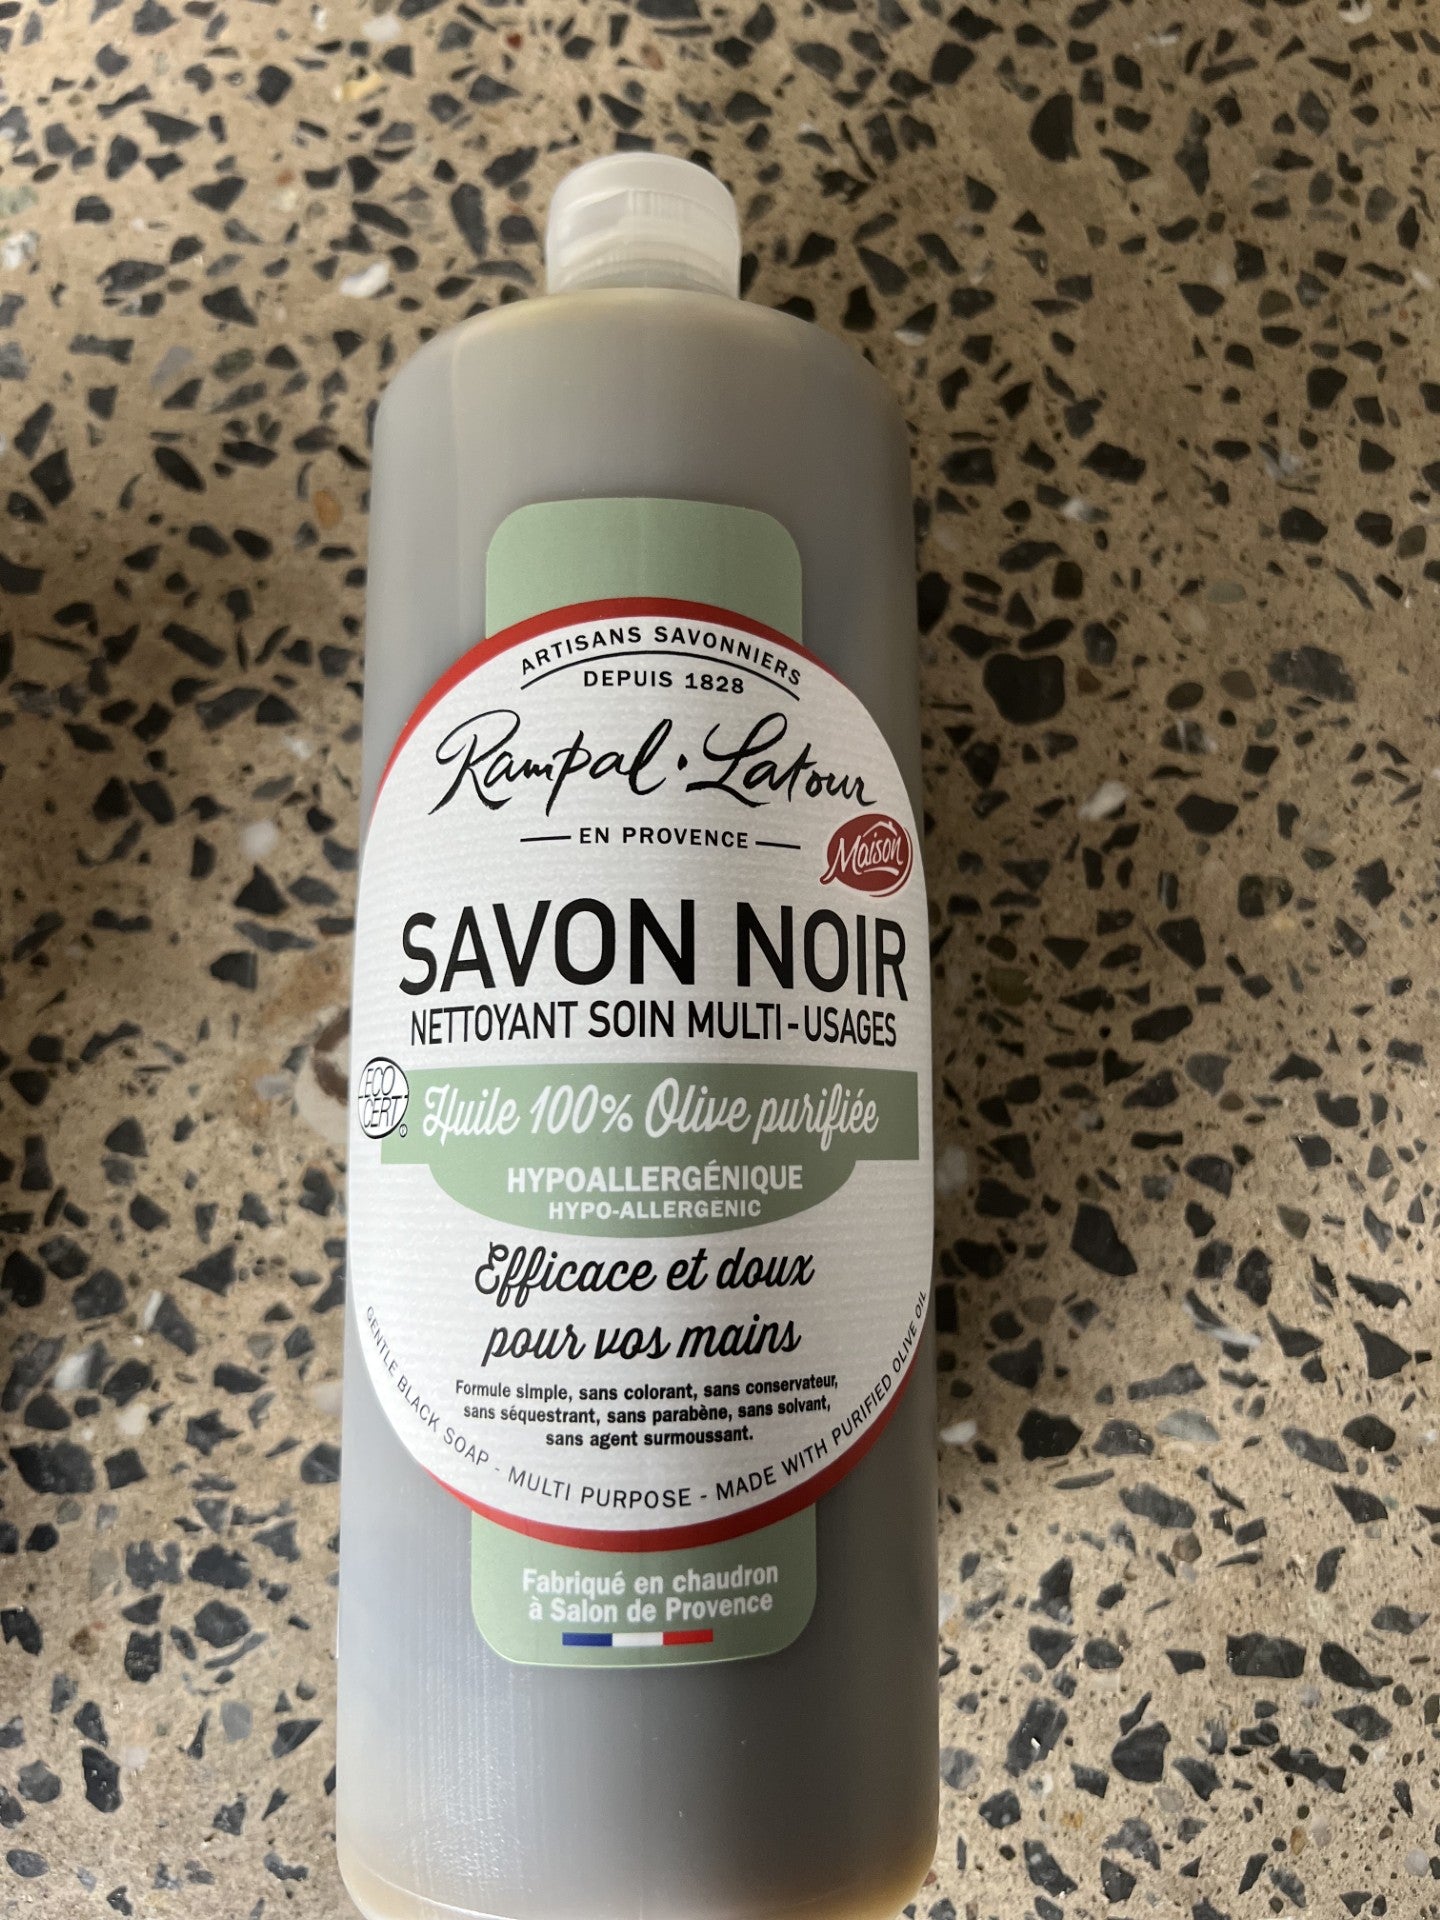 ARTISANS SAVONNIERS
DEPUIS 1828
Rampal • Latour
EN PROVENCE
Maison
SAVON NOIR
NETTOYANT SOIN MULTI-USAGES
ECO
CERT
Huile 100% Olive purifiée
HYPOALLERGÉNIQUE
HYPO-ALLERGENIC
Efficace et doux
pour vos mains
Formule simple, sans colorant, sans conservateur,
sans séquestrant, sans parabène, sans solvant,
sans agent surmoussant.
GENTLE BLACK SOAP - MULTI PURPOSE - MADE WITH PURIFIED OLIVE OIL
Fabriqué en chaudron
à Salon de Provence